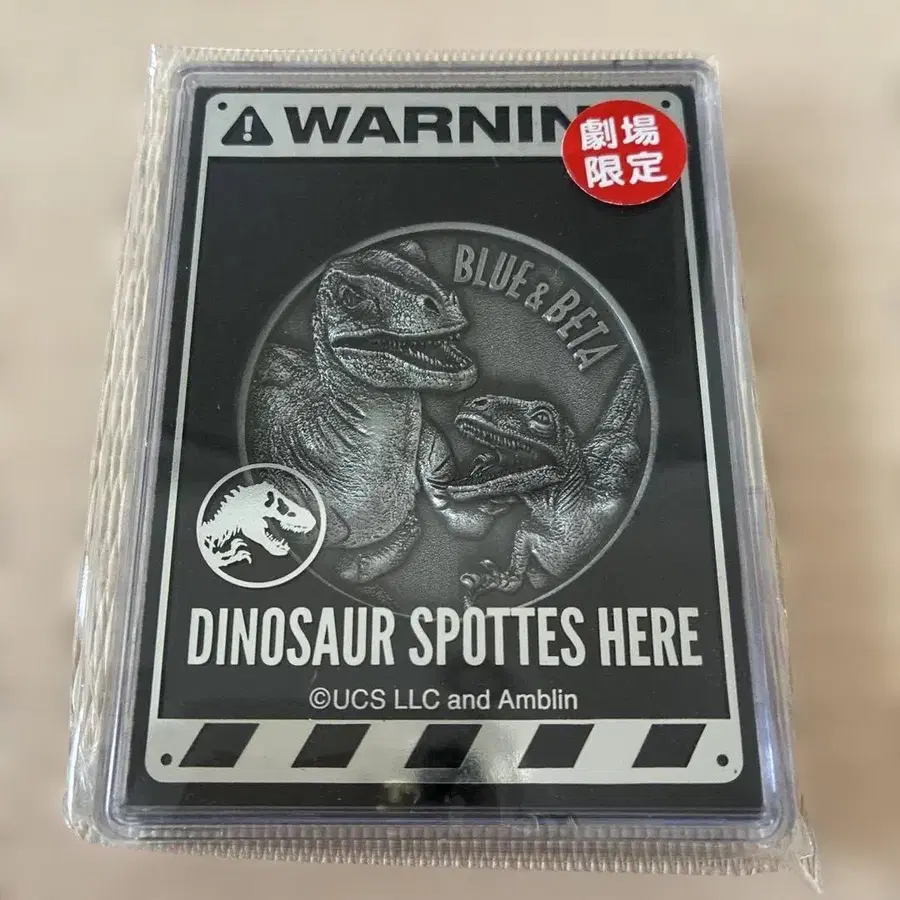 WARNIN
劇場
限定
BLUE & BETA
DINOSAUR SPOTTES HERE
©UCS LLC and Amblin